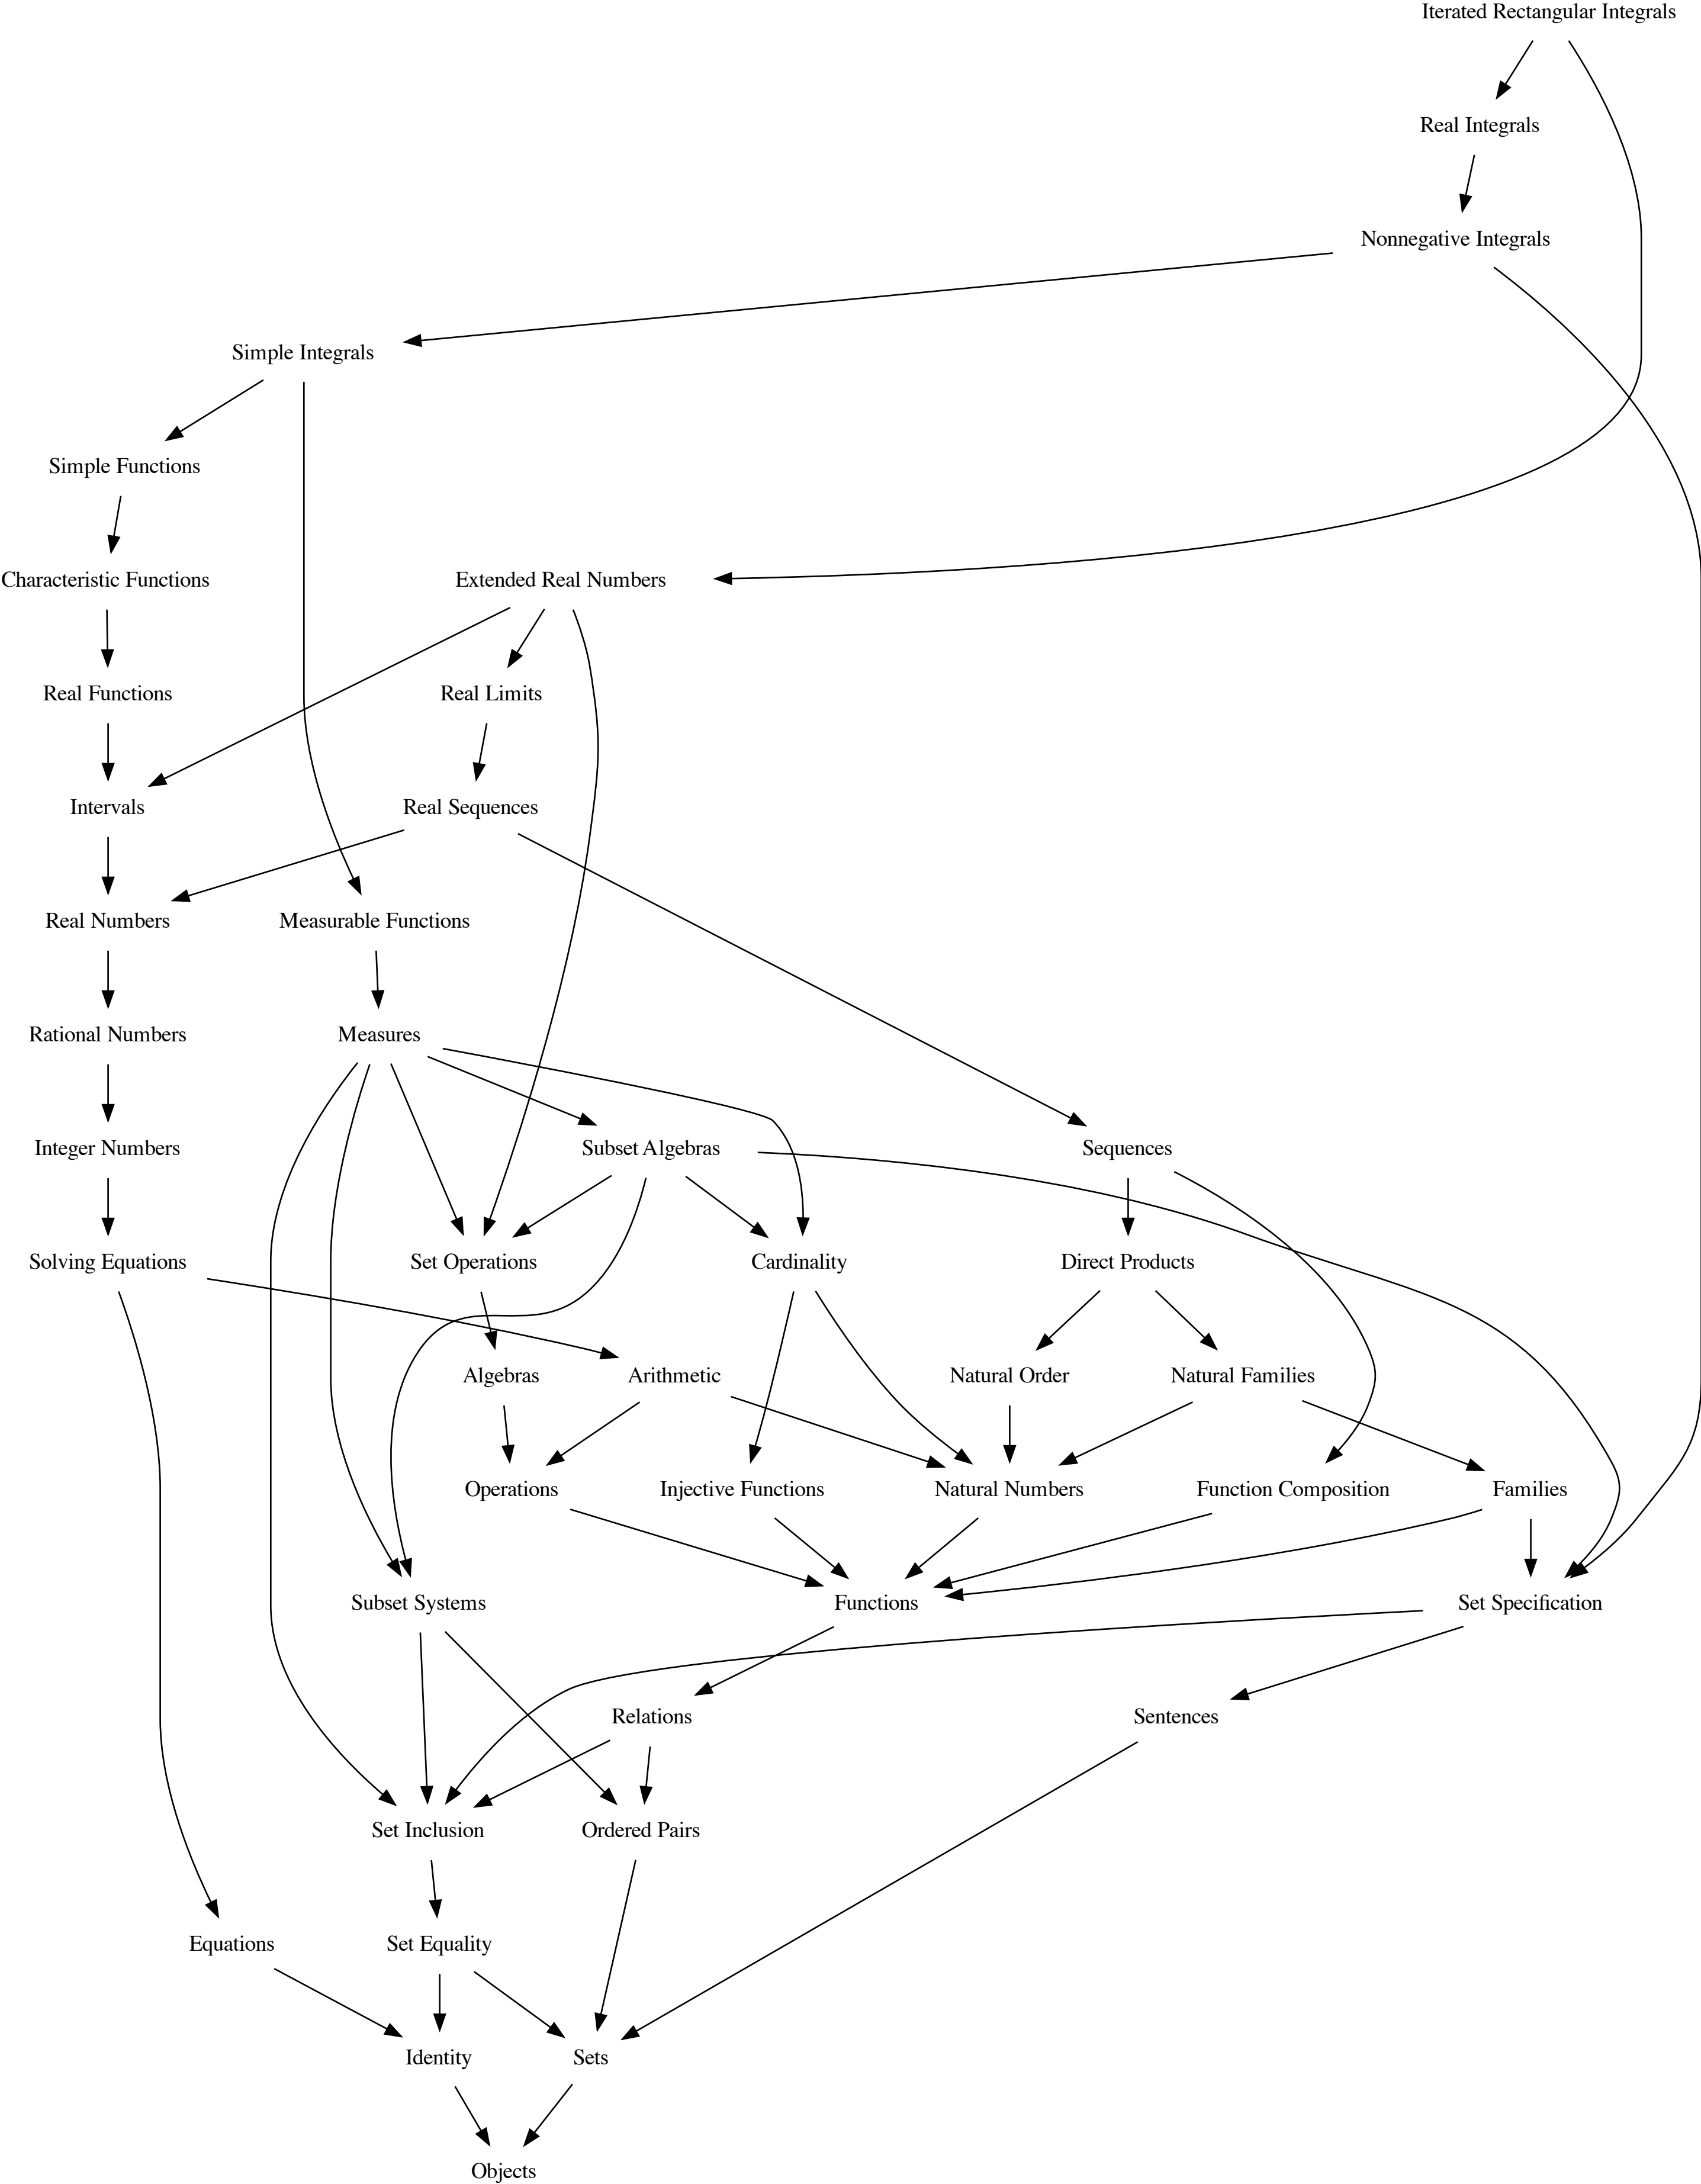 Iterated Rectangular Integrals
Real Integrals
Nonnegative Integrals
Simple Integrals
Simple Functions
Characteristic Functions
Extended Real Numbers
Real Functions
Real Limits
Intervals
Real Sequences
Real Numbers
Measurable Functions
Rational Numbers
Measures
Integer Numbers
Subset Algebras
Sequences
Solving Equations
Set Operations
Cardinality
Direct Products
Algebras
Arithmetic
Natural Order
Natural Families
Operations
Injective Functions
Natural Numbers
Function Composition
Families
Subset Systems
Functions
Set Specification
Relations
Sentences
Set Inclusion
Ordered Pairs
Equations
Set Equality
Identity
Sets
Objects